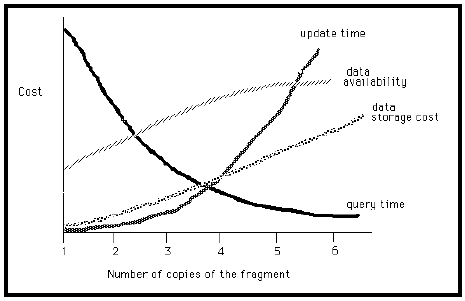 update time
Cost
data
availability
data
storage cost
query time
1 2 3 4 5 6
Number of copies of the fragment